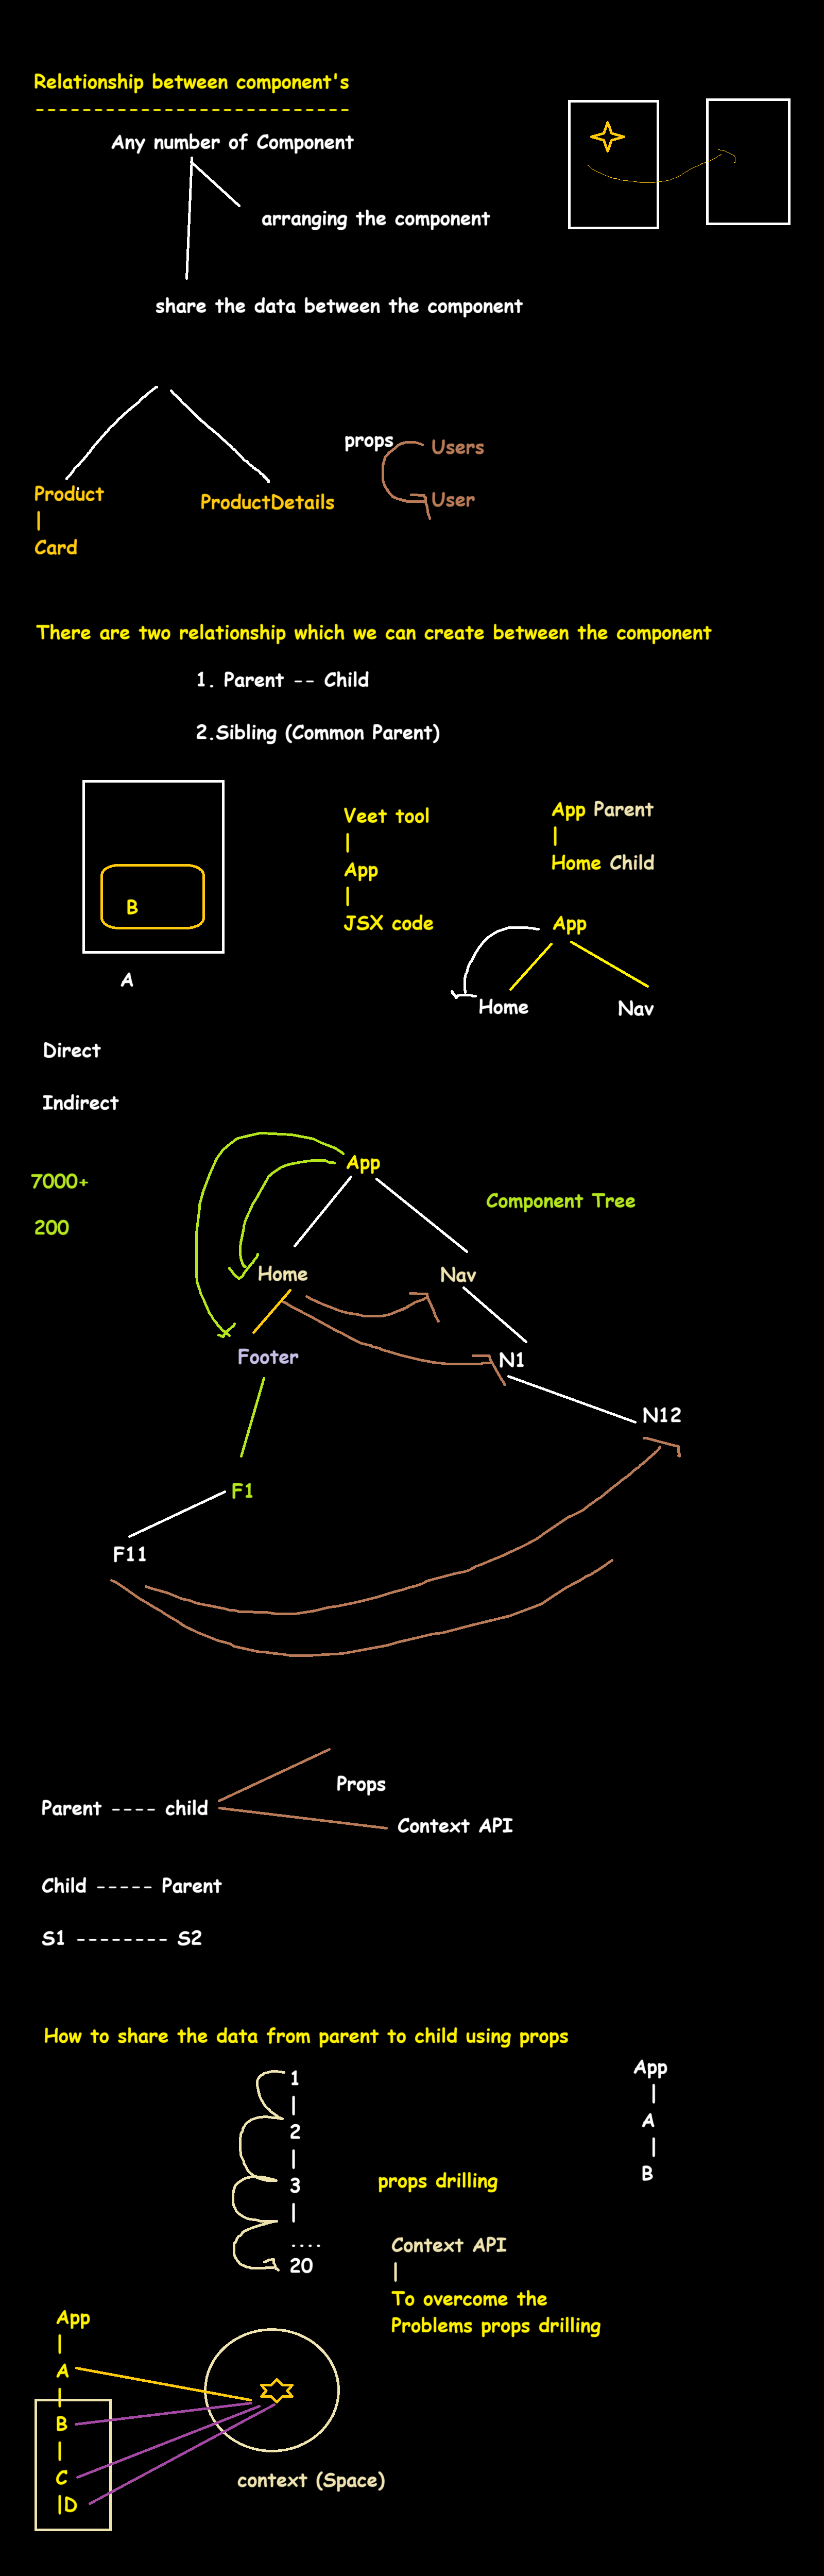 Relationship between component's
---------------------------
Any number of Component
arranging the component
share the data between the component
props
Users
User
Product
|
Card
ProductDetails
There are two relationship which we can create between the component
1. Parent -- Child
2.Sibling (Common Parent)
B
A
Veet tool
|
App
|
JSX code
App Parent
|
Home Child
App
Home
Nav
Direct
Indirect
7000+
200
App
Component Tree
Home
Nav
Footer
N1
N12
F1
F11
Props
Parent ---- child
Context API
Child ----- Parent
S1 -------- S2
How to share the data from parent to child using props
1
|
2
|
3
|
....
20
App
|
A
|
B
props drilling
Context API
|
To overcome the
Problems props drilling
App
|
A
|
B
|
C
|D
context (Space)